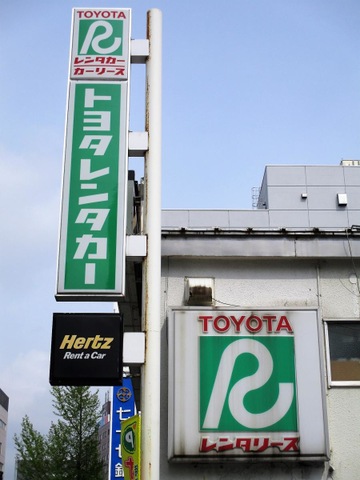 TOYOTA
R
レンタカー
カーリース
トヨタレンタカー
Hertz
Rent a Car
TOYOTA
R
レンタリース